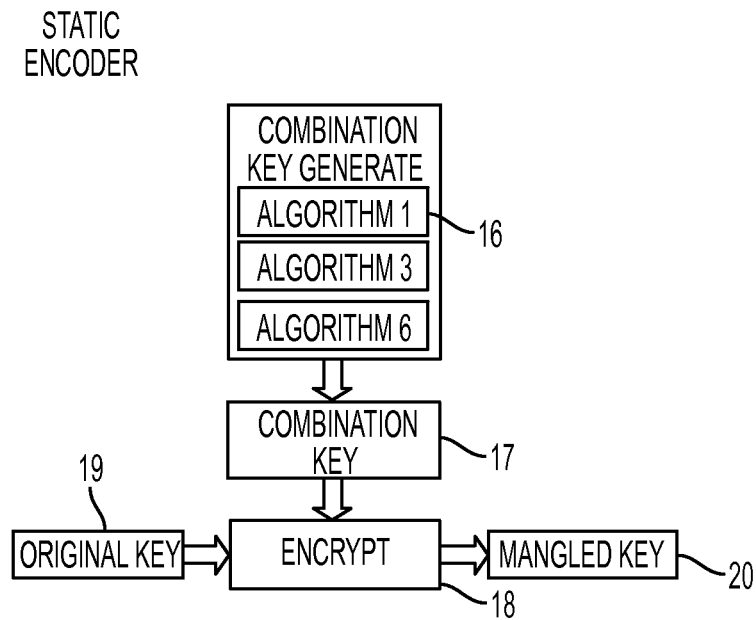 STATIC
ENCODER
COMBINATION
KEY GENERATE
ALGORITHM 1
16
ALGORITHM 3
ALGORITHM 6
COMBINATION
KEY
17
19
ORIGINAL KEY
ENCRYPT
MANGLED KEY
18
20